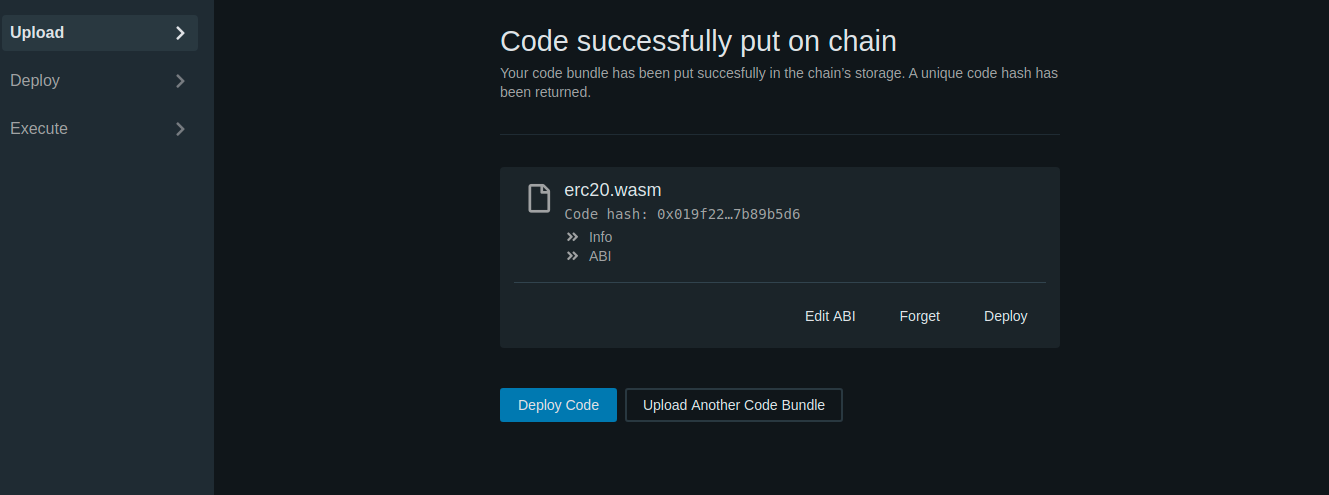 Upload
Deploy
Execute
Code successfully put on chain
Your code bundle has been put succesfully in the chain's storage. A unique code hash has
been returned.
erc20.wasm
Code hash: 0x019f22…7b89b5d6
Info
ABI
Edit ABI Forget Deploy
Deploy Code Upload Another Code Bundle